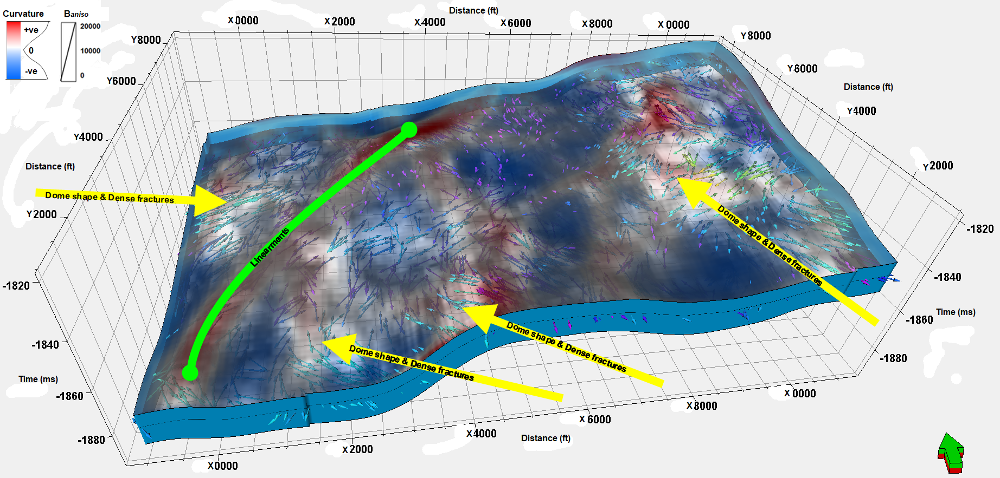 Curvature
+ve
0
-ve
Baniso
20000
10000
0
Distance (ft)
X0000
X2000
X4000
X6000
X8000
X0000
Y8000
Y6000
Y4000
Y2000
Distance (ft)
Y8000
Y6000
Y4000
Y2000
Distance (ft)
Dome shape & Dense fractures
Linearments
Dome shape & Dense fractures
Dome shape & Dense fractures
Dome shape & Dense fractures
-1820
-1840
-1860
-1880
Time (ms)
-1820
-1840
-1860
-1880
Time (ms)
X0000
X2000
X4000
X6000
X8000
X0000
Distance (ft)